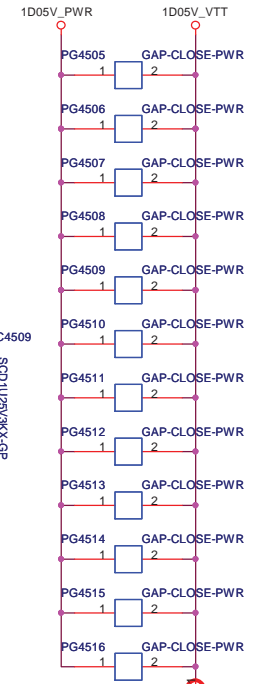 1D05V_PWR 1D05V_VTT
PG4505 GAP-CLOSE-PWR
1 2
PG4506 GAP-CLOSE-PWR
1 2
PG4507 GAP-CLOSE-PWR
1 2
PG4508 GAP-CLOSE-PWR
1 2
PG4509 GAP-CLOSE-PWR
1 2
C4509
PG4510 GAP-CLOSE-PWR
1 2
SCD1U25V3KX-GP
PG4511 GAP-CLOSE-PWR
1 2
PG4512 GAP-CLOSE-PWR
1 2
PG4513 GAP-CLOSE-PWR
1 2
PG4514 GAP-CLOSE-PWR
1 2
PG4515 GAP-CLOSE-PWR
1 2
PG4516 GAP-CLOSE-PWR
1 2